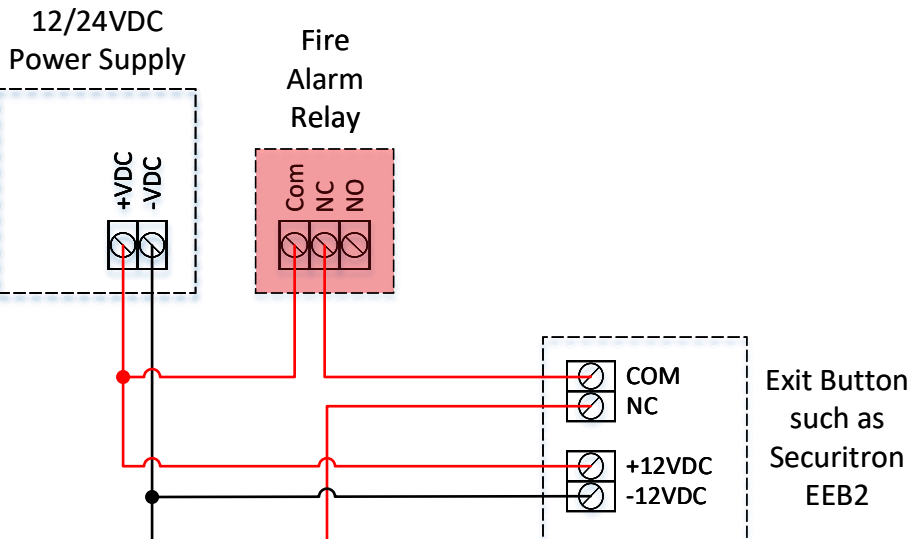 12/24VDC
Power Supply
Fire
Alarm
Relay
+VDC
-VDC
Com
NC
NO
COM
NC
+12VDC
-12VDC
Exit Button
such as
Securitron
EEB2